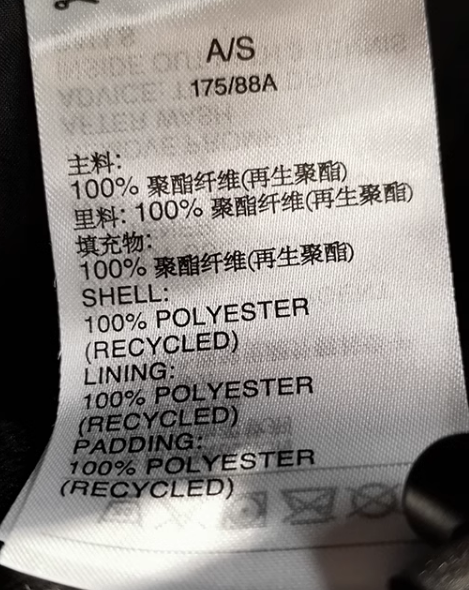 A/S
175/88A
主料:
100% 聚酯纤维(再生聚酯)
里料: 100% 聚酯纤维(再生聚酯)
填充物:
100% 聚酯纤维(再生聚酯)
SHELL:
100% POLYESTER
(RECYCLED)
LINING:
100% POLYESTER
(RECYCLED)
PADDING:
100% POLYESTER
(RECYCLED)